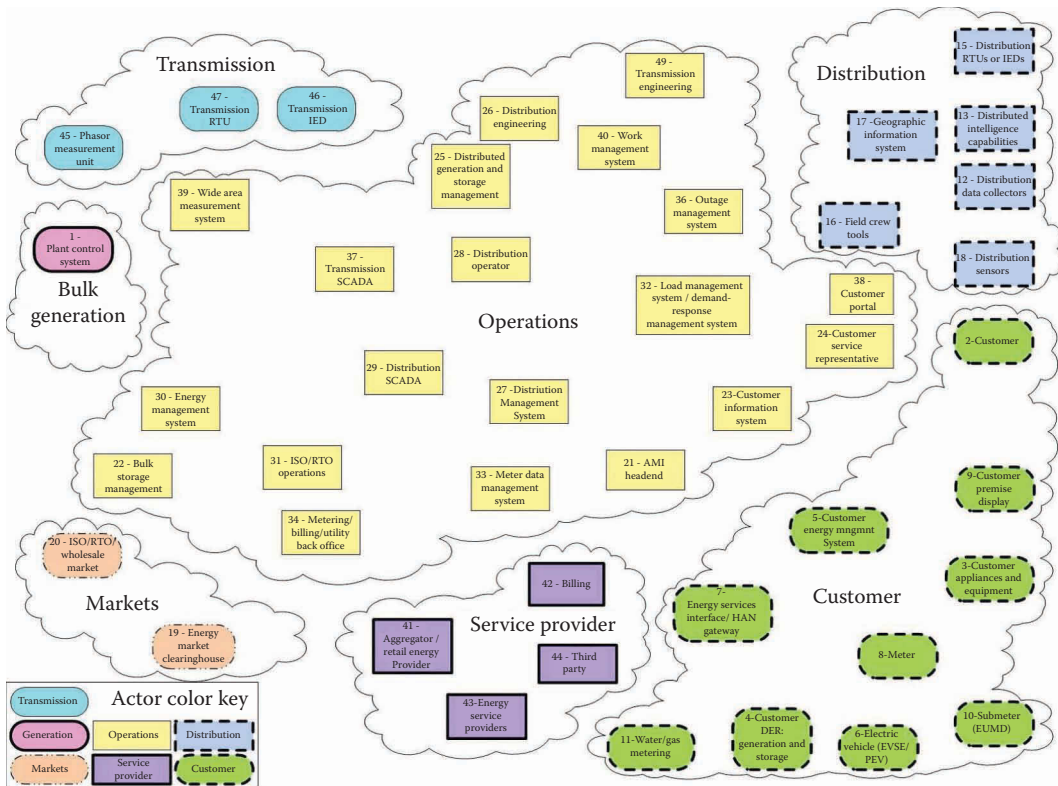 Transmission
47 -
Transmission
RTU
46 -
Transmission
IED
45 - Phasor
measurement
unit
49 -
Transmission
engineering
26 - Distribution
engineering
40 - Work
management
system
25 - Distributed
generation and
storage
management
39 - Wide area
measurement
system
36 - Outage
management
system
28 - Distribution
operator
37 -
Transmission
SCADA
32 - Load management
system / demand-
response
management system
38 -
Customer
portal
Operations
24-Customer
service
representative
29 - Distribution
SCADA
27 -Distriution
Management
System
23-Customer
information
system
30 - Energy
management
system
31 - ISO/RTO
operations
22 - Bulk
storage
management
33 - Meter data
management
system
21 - AMI
headend
34 - Metering/
billing/utility
back office
Distribution
15 - Distribution
RTUs or IEDs
17 -Geographic
information
system
13 - Distributed
intelligence
capabilities
12 - Distribution
data collectors
16 - Field crew
tools
18 - Distribution
sensors
1 -
Plant control
system
Bulk
generation
20 - ISO/RTO/
wholesale
market
Markets
19 - Energy
market
clearinghouse
42 - Billing
Service provider
41 -
Aggregator /
retail energy
Provider
44 - Third
party
43-Energy
service
providers
2-Customer
9-Customer
premise
display
5-Customer
energy mngmnt
System
3-Customer
appliances and
equipment
Customer
7-
Energy services
interface/ HAN
gateway
8-Meter
10-Submeter
(EUMD)
4-Customer
DER:
generation and
storage
6-Electric
vehicle (EVSE/
PEV)
11-Water/gas
metering
Actor color key
Transmission
Generation
Operations
Distribution
Markets
Service
provider
Customer